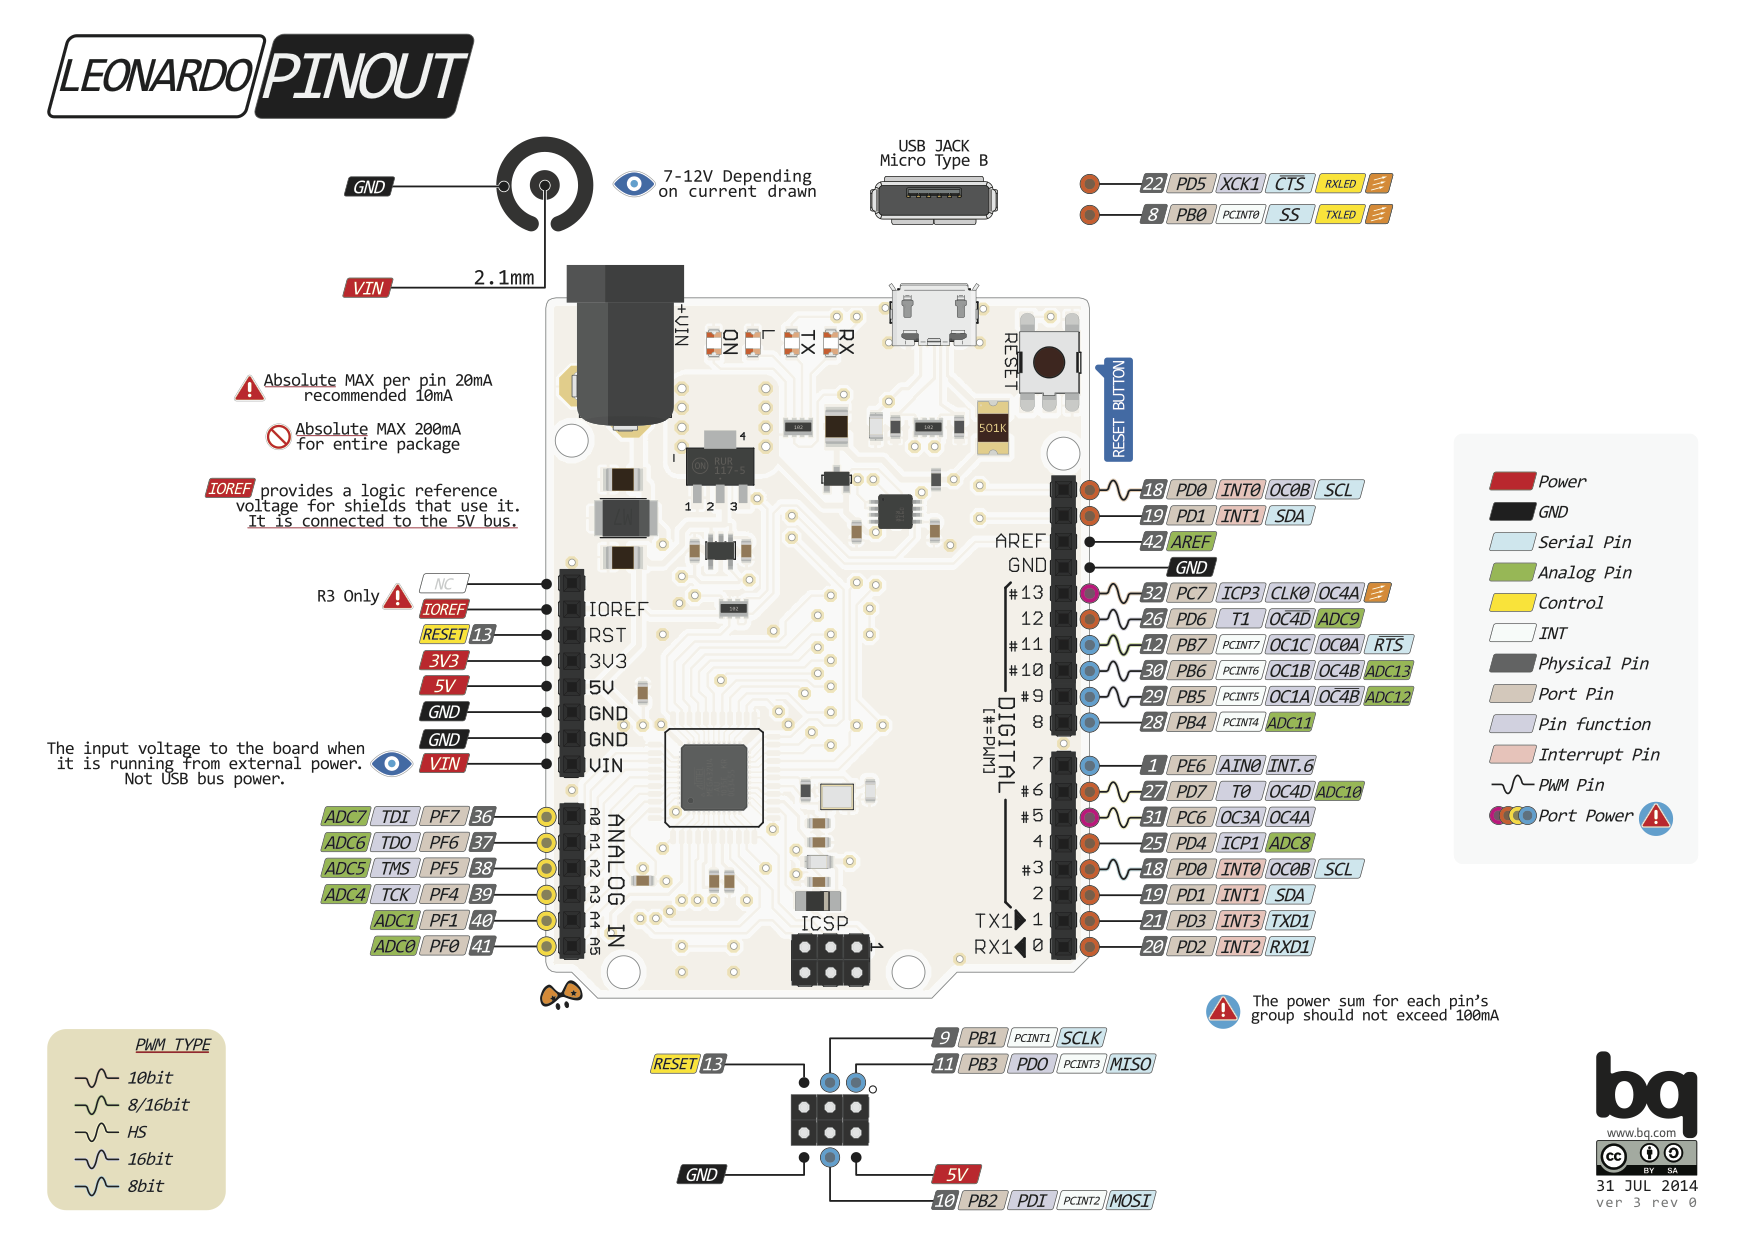 LEONARDO PINOUT
USB JACK
Micro Type B
GND
7-12V Depending
on current drawn
22 PD5 XCK1 CTS RXLED
8 PB0 PCINT0 SS TXLED
VIN
2.1mm
+VIN
ON
L
TX
RX
RESET
RESET BUTTON
Absolute MAX per pin 20mA
recommended 10mA
Absolute MAX 200mA
for entire package
IOREF provides a logic reference
voltage for shields that use it.
It is connected to the 5V bus.
102
102
501K
4
ON
RUR
117-5
1 2 3
102
R3 Only
NC
IOREF
RESET 13
3V3
5V
GND
GND
VIN
The input voltage to the board when
it is running from external power.
Not USB bus power.
IOREF
RST
3V3
5V
GND
GND
VIN
ADC7 TDI PF7 36
ADC6 TDO PF6 37
ADC5 TMS PF5 38
ADC4 TCK PF4 39
ADC1 PF1 40
ADC0 PF0 41
A0
A1
A2
A3
A4
A5
ANALOG IN
AREF
GND
#13
12
#11
#10
#9
8
7
#6
#5
4
#3
2
TX1 1
RX1 0
DIGITAL
[#=PWM]
ICSP
1
18 PD0 INT0 OC0B SCL
19 PD1 INT1 SDA
42 AREF
GND
32 PC7 ICP3 CLK0 OC4A
26 PD6 T1 OC4D ADC9
12 PB7 PCINT7 OC1C OC0A RTS
30 PB6 PCINT6 OC1B OC4B ADC13
29 PB5 PCINT5 OC1A OC4B ADC12
28 PB4 PCINT4 ADC11
1 PE6 AIN0 INT.6
27 PD7 T0 OC4D ADC10
31 PC6 OC3A OC4A
25 PD4 ICP1 ADC8
18 PD0 INT0 OC0B SCL
19 PD1 INT1 SDA
21 PD3 INT3 TXD1
20 PD2 INT2 RXD1
Power
GND
Serial Pin
Analog Pin
Control
INT
Physical Pin
Port Pin
Pin function
Interrupt Pin
PWM Pin
Port Power
The power sum for each pin's
group should not exceed 100mA
PWM TYPE
10bit
8/16bit
HS
16bit
8bit
9 PB1 PCINT1 SCLK
RESET 13
11 PB3 PDO PCINT3 MISO
GND
5V
10 PB2 PDI PCINT2 MOSI
bq
www.bq.com
cc BY SA
31 JUL 2014
ver 3 rev 0